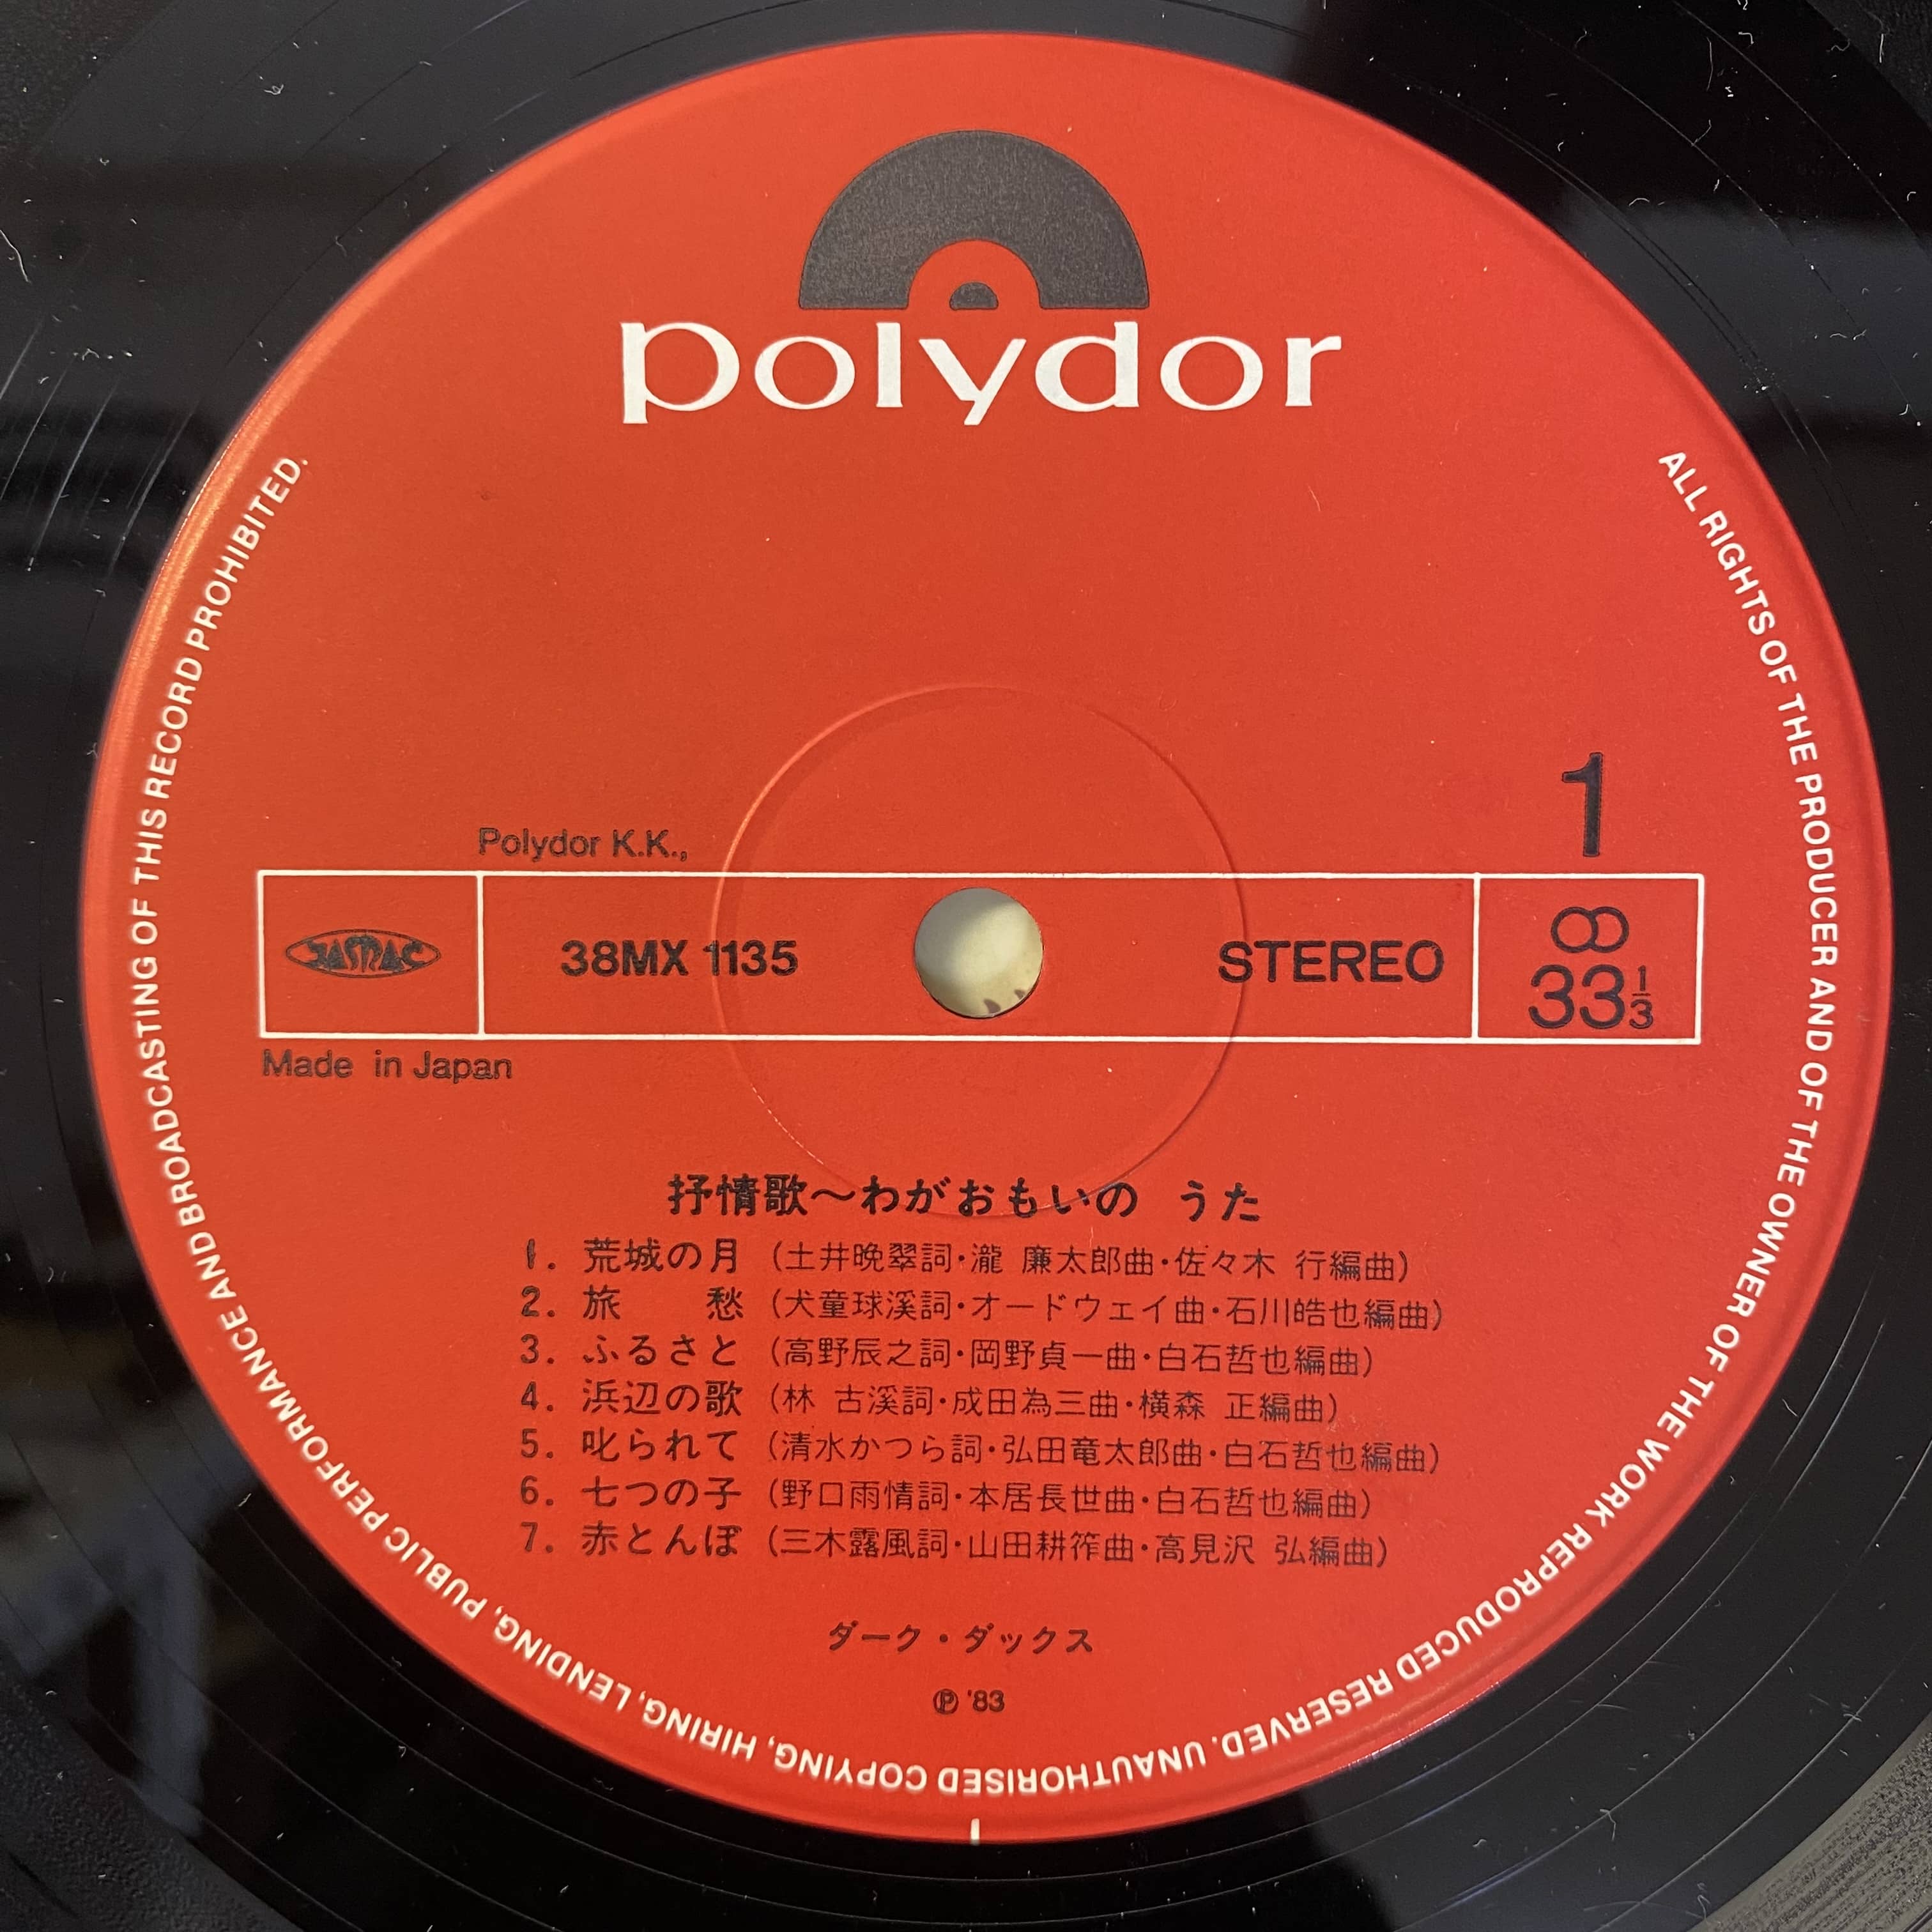 polydor
1
Polydor K.K.,
JASRAC
38MX 1135
STEREO
33 1/3
Made in Japan
抒情歌〜わがおもいの うた
1. 荒城の月 (土井晩翠詞・瀧 廉太郎曲・佐々木 行編曲)
2. 旅 愁 (犬童球溪詞・オードウェイ曲・石川皓也編曲)
3. ふるさと (高野辰之詞・岡野貞一曲・白石哲也編曲)
4. 浜辺の歌 (林 古溪詞・成田為三曲・横森 正編曲)
5. 叱られて (清水かつら詞・弘田竜太郎曲・白石哲也編曲)
6. 七つの子 (野口雨情詞・本居長世曲・白石哲也編曲)
7. 赤とんぼ (三木露風詞・山田耕筰曲・高見沢 弘編曲)
ダーク・ダックス
℗ '83
ALL RIGHTS OF THE PRODUCER AND OF THE OWNER OF THE WORK REPRODUCED RESERVED. UNAUTHORISED COPYING, HIRING, LENDING, PUBLIC PERFORMANCE AND BROADCASTING OF THIS RECORD PROHIBITED.